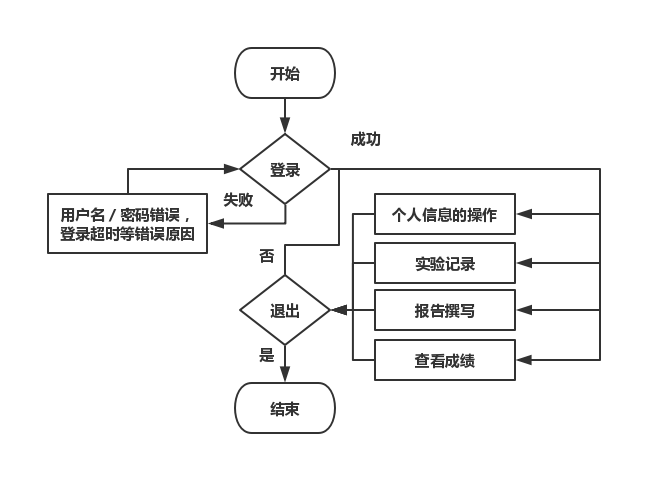 开始
成功
登录
失败
用户名 / 密码错误，
登录超时等错误原因
个人信息的操作
否
实验记录
退出
报告撰写
是
查看成绩
结束